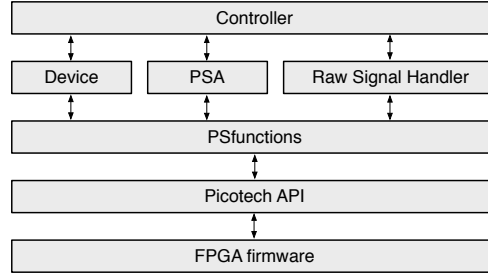 Controller
Device
PSA
Raw Signal Handler
PSfunctions
Picotech API
FPGA firmware